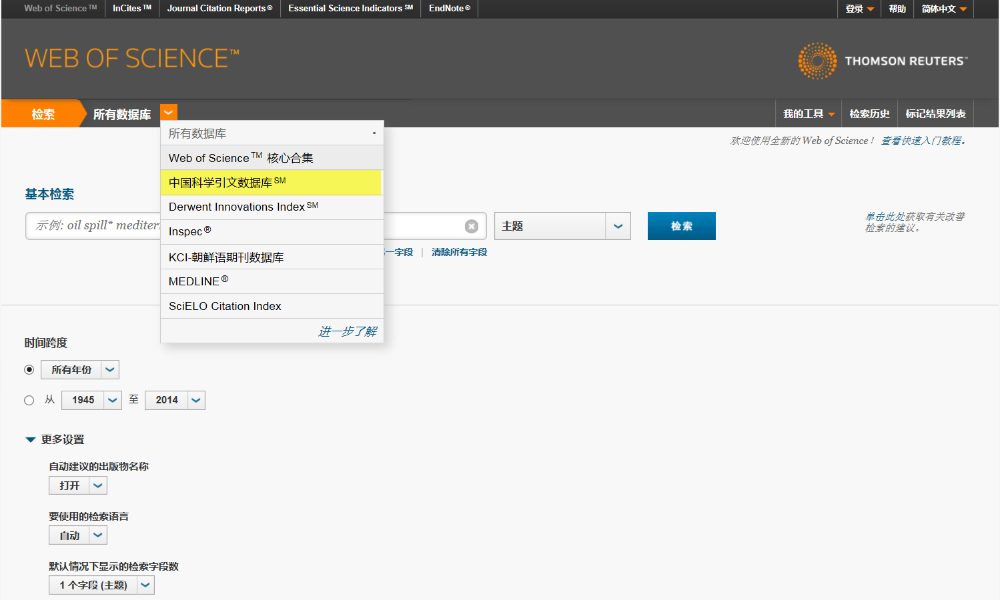 Web of Science™ InCites™ Journal Citation Reports® Essential Science Indicators℠ EndNote® 登录 帮助 简体中文
WEB OF SCIENCE™ THOMSON REUTERS™
检索 所有数据库 我的工具 检索历史 标记结果列表
欢迎使用全新的 Web of Science！ 查看快速入门教程。
所有数据库
Web of Science™ 核心合集
中国科学引文数据库℠
Derwent Innovations Index℠
Inspec®
KCI-朝鲜语期刊数据库
MEDLINE®
SciELO Citation Index
进一步了解
基本检索
示例: oil spill* 主题 检索
单击此处获取有关改善
检索的建议。
一字段 | 清除所有字段
时间跨度
所有年份
从 1945 至 2014
更多设置
自动建议的出版物名称
打开
要使用的检索语言
自动
默认情况下显示的检索字段数
1 个字段 (主题)